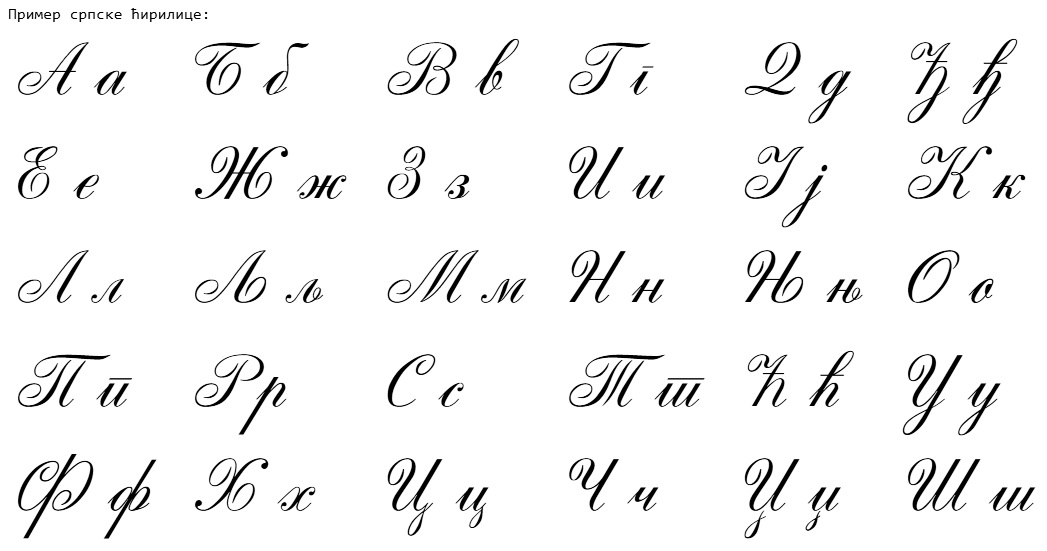 Пример српске ћирилице:
А а Б б В в Г г Д д Ђ ђ
Е е Ж ж З з И и Ј ј К к
Л л Љ љ М м Н н Њ њ О о
П п Р р С с Т т Ћ ћ У у
Ф ф Х х Ц ц Ч ч Џ џ Ш ш